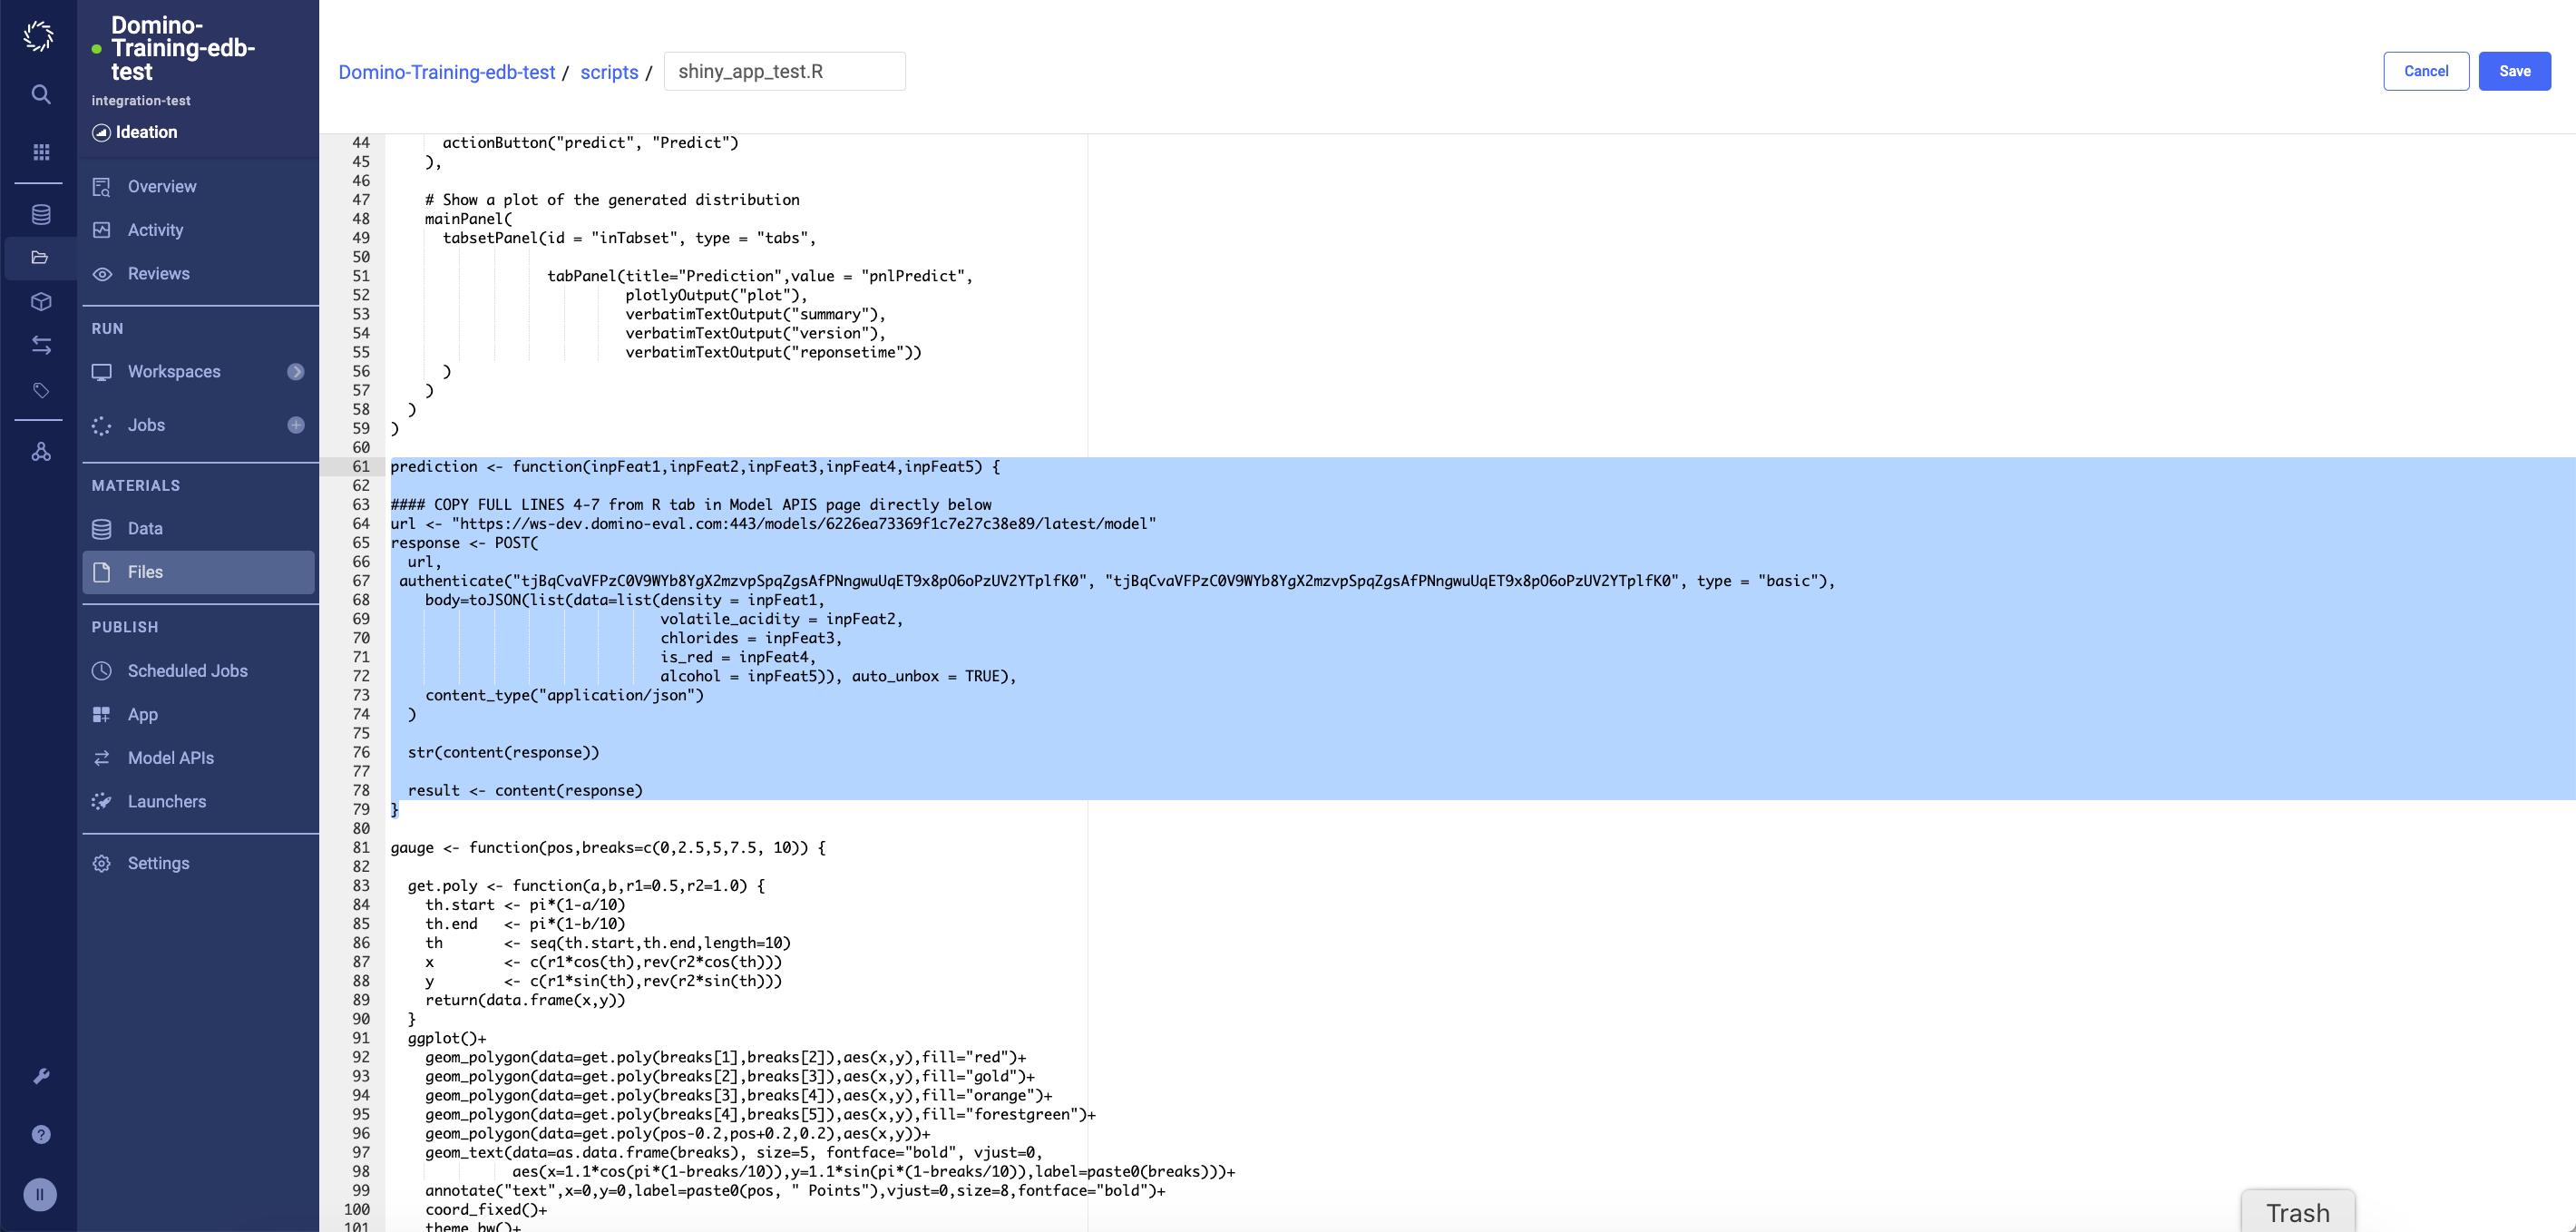 Domino-
Training-edb-
test
integration-test
Ideation
Overview
Activity
Reviews
RUN
Workspaces
Jobs
MATERIALS
Data
Files
PUBLISH
Scheduled Jobs
App
Model APIs
Launchers
Settings
Domino-Training-edb-test / scripts / shiny_app_test.R
Cancel
Save
44 actionButton("predict", "Predict")
45 ),
46
47 # Show a plot of the generated distribution
48 mainPanel(
49 tabsetPanel(id = "inTabset", type = "tabs",
50
51 tabPanel(title="Prediction",value = "pnlPredict",
52 plotlyOutput("plot"),
53 verbatimTextOutput("summary"),
54 verbatimTextOutput("version"),
55 verbatimTextOutput("reponsetime"))
56 )
57 )
58 )
59 )
60
61 prediction <- function(inpFeat1,inpFeat2,inpFeat3,inpFeat4,inpFeat5) {
62
63 #### COPY FULL LINES 4-7 from R tab in Model APIS page directly below
64 url <- "https://ws-dev.domino-eval.com:443/models/6226ea73369f1c7e27c38e89/latest/model"
65 response <- POST(
66 url,
67 authenticate("tjBqCvaVFPzC0V9WYb8YgX2mzvpSpqZgsAfPNngwuUqET9x8pO6oPzUV2YTplfK0", "tjBqCvaVFPzC0V9WYb8YgX2mzvpSpqZgsAfPNngwuUqET9x8pO6oPzUV2YTplfK0", type = "basic"),
68 body=toJSON(list(data=list(density = inpFeat1,
69 volatile_acidity = inpFeat2,
70 chlorides = inpFeat3,
71 is_red = inpFeat4,
72 alcohol = inpFeat5)), auto_unbox = TRUE),
73 content_type("application/json")
74 )
75
76 str(content(response))
77
78 result <- content(response)
79 }
80
81 gauge <- function(pos,breaks=c(0,2.5,5,7.5, 10)) {
82
83 get.poly <- function(a,b,r1=0.5,r2=1.0) {
84 th.start <- pi*(1-a/10)
85 th.end <- pi*(1-b/10)
86 th <- seq(th.start,th.end,length=10)
87 x <- c(r1*cos(th),rev(r2*cos(th)))
88 y <- c(r1*sin(th),rev(r2*sin(th)))
89 return(data.frame(x,y))
90 }
91 ggplot()+
92 geom_polygon(data=get.poly(breaks[1],breaks[2]),aes(x,y),fill="red")+
93 geom_polygon(data=get.poly(breaks[2],breaks[3]),aes(x,y),fill="gold")+
94 geom_polygon(data=get.poly(breaks[3],breaks[4]),aes(x,y),fill="orange")+
95 geom_polygon(data=get.poly(breaks[4],breaks[5]),aes(x,y),fill="forestgreen")+
96 geom_polygon(data=get.poly(pos-0.2,pos+0.2,0.2),aes(x,y))+
97 geom_text(data=as.data.frame(breaks), size=5, fontface="bold", vjust=0,
98 aes(x=1.1*cos(pi*(1-breaks/10)),y=1.1*sin(pi*(1-breaks/10)),label=paste0(breaks)))+
99 annotate("text",x=0,y=0,label=paste0(pos, " Points"),vjust=0,size=8,fontface="bold")+
100 coord_fixed()+
101 theme_bw()+
Trash